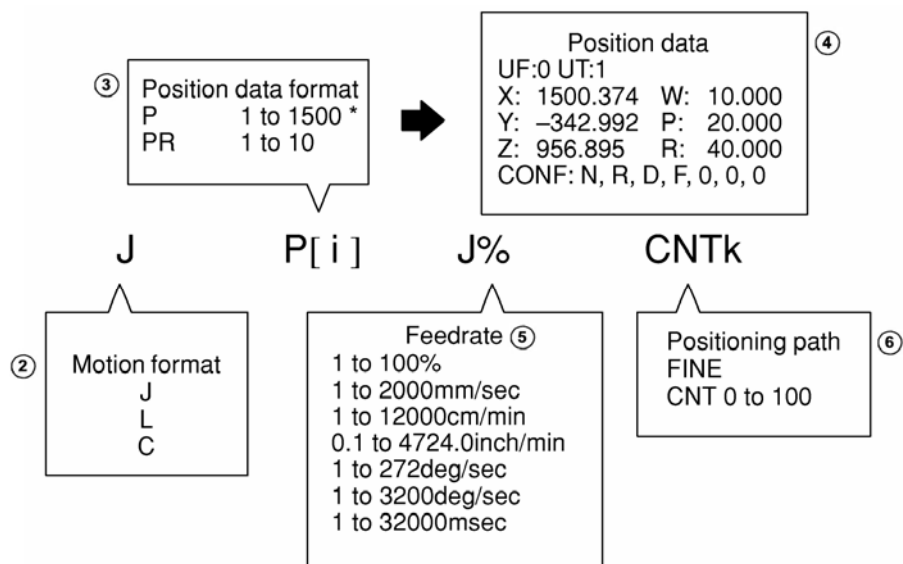 ③ Position data format
P 1 to 1500 *
PR 1 to 10
④ Position data
UF:0 UT:1
X: 1500.374 W: 10.000
Y: –342.992 P: 20.000
Z: 956.895 R: 40.000
CONF: N, R, D, F, 0, 0, 0
J P[ i ] J% CNTk
② Motion format
J
L
C
Feedrate ⑤
1 to 100%
1 to 2000mm/sec
1 to 12000cm/min
0.1 to 4724.0inch/min
1 to 272deg/sec
1 to 3200deg/sec
1 to 32000msec
Positioning path ⑥
FINE
CNT 0 to 100